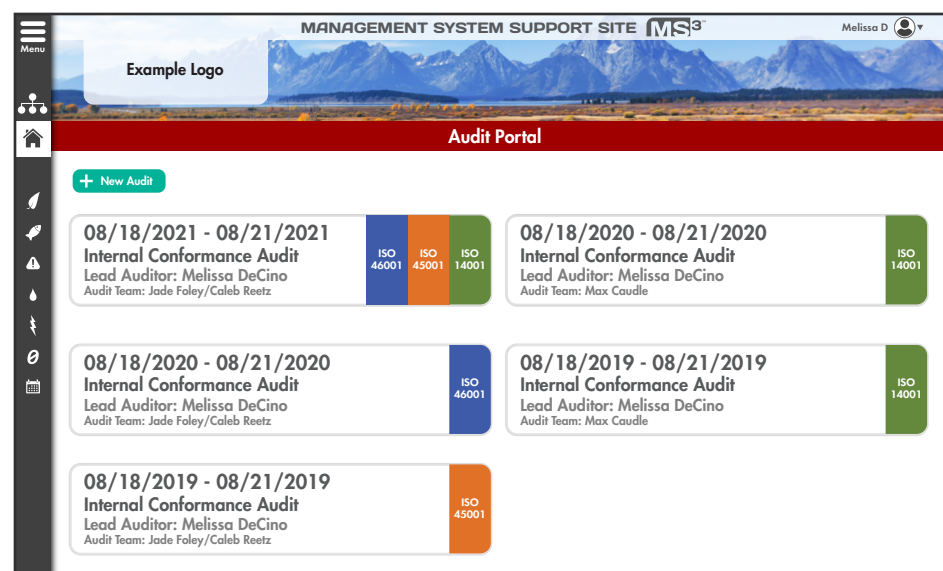 MANAGEMENT SYSTEM SUPPORT SITE MS3™
Melissa D
Menu
Example Logo
Audit Portal
+ New Audit
08/18/2021 - 08/21/2021
Internal Conformance Audit
Lead Auditor: Melissa DeCino
Audit Team: Jade Foley/Caleb Reetz
ISO
46001
ISO
45001
ISO
14001
08/18/2020 - 08/21/2020
Internal Conformance Audit
Lead Auditor: Melissa DeCino
Audit Team: Max Caudle
ISO
14001
08/18/2020 - 08/21/2020
Internal Conformance Audit
Lead Auditor: Melissa DeCino
Audit Team: Jade Foley/Caleb Reetz
ISO
46001
08/18/2019 - 08/21/2019
Internal Conformance Audit
Lead Auditor: Melissa DeCino
Audit Team: Max Caudle
ISO
14001
08/18/2019 - 08/21/2019
Internal Conformance Audit
Lead Auditor: Melissa DeCino
Audit Team: Jade Foley/Caleb Reetz
ISO
45001